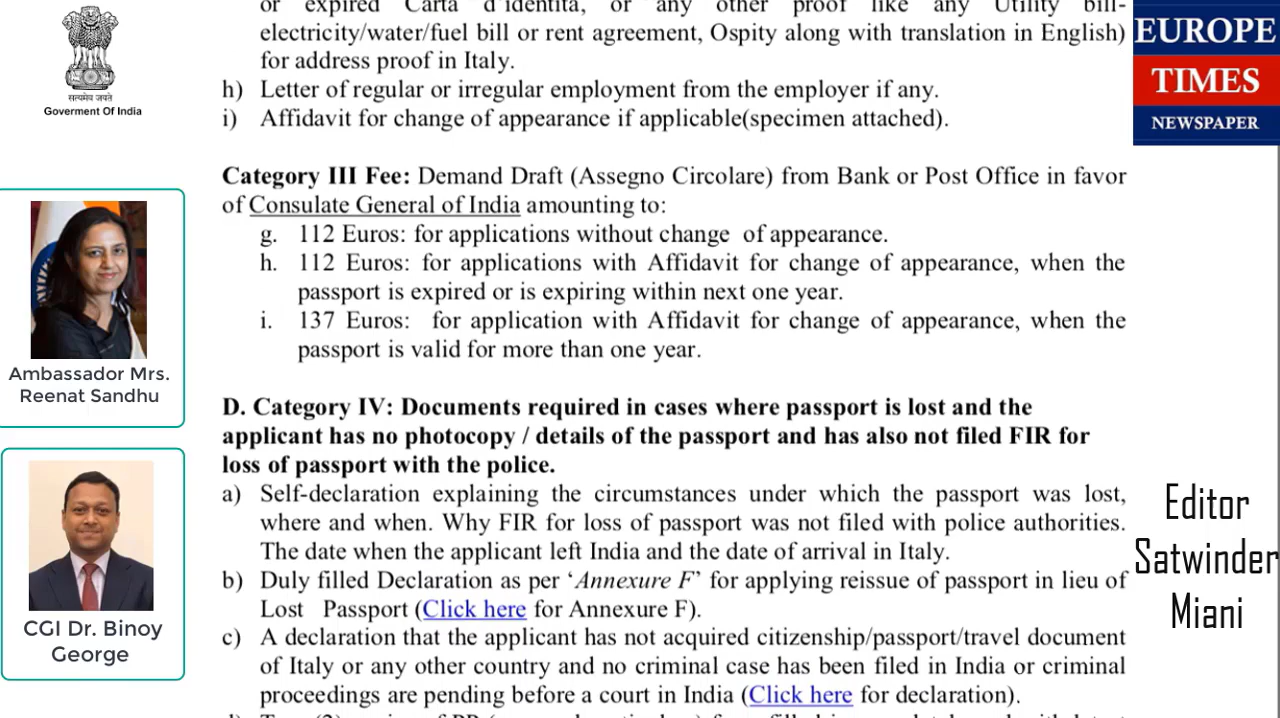 सत्यमेव जयते
Goverment Of India
Ambassador Mrs.
Reenat Sandhu
CGI Dr. Binoy
George
or expired Carta d'identita, or any other proof like any Utility bill-
electricity/water/fuel bill or rent agreement, Ospity along with translation in English)
for address proof in Italy.
h) Letter of regular or irregular employment from the employer if any.
i) Affidavit for change of appearance if applicable(specimen attached).
Category III Fee: Demand Draft (Assegno Circolare) from Bank or Post Office in favor
of Consulate General of India amounting to:
g. 112 Euros: for applications without change of appearance.
h. 112 Euros: for applications with Affidavit for change of appearance, when the
passport is expired or is expiring within next one year.
i. 137 Euros: for application with Affidavit for change of appearance, when the
passport is valid for more than one year.
D. Category IV: Documents required in cases where passport is lost and the
applicant has no photocopy / details of the passport and has also not filed FIR for
loss of passport with the police.
a) Self-declaration explaining the circumstances under which the passport was lost,
where and when. Why FIR for loss of passport was not filed with police authorities.
The date when the applicant left India and the date of arrival in Italy.
b) Duly filled Declaration as per ‘Annexure F’ for applying reissue of passport in lieu of
Lost Passport (Click here for Annexure F).
c) A declaration that the applicant has not acquired citizenship/passport/travel document
of Italy or any other country and no criminal case has been filed in India or criminal
proceedings are pending before a court in India (Click here for declaration).
EUROPE
TIMES
NEWSPAPER
Editor
Satwinder
Miani